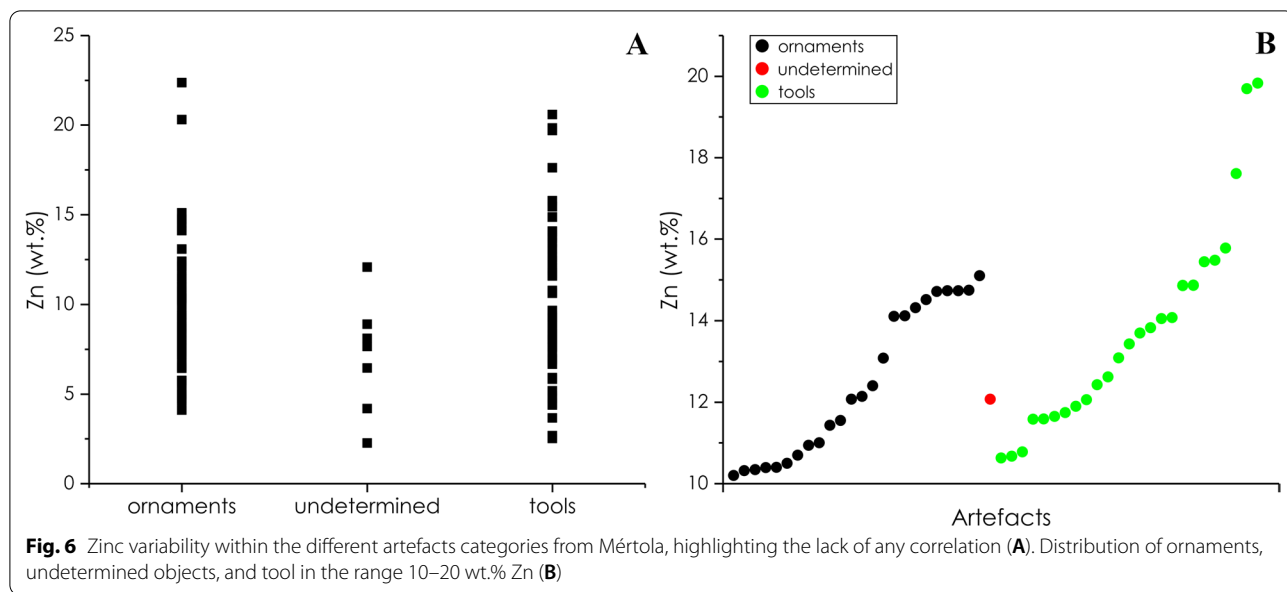 A
25
20
15
10
5
0
Zn (wt.%)
ornaments
undetermined
tools
B
ornaments
undetermined
tools
20
18
16
14
12
10
Zn (wt.%)
Artefacts
Fig. 6 Zinc variability within the different artefacts categories from Mértola, highlighting the lack of any correlation (A). Distribution of ornaments,
undetermined objects, and tool in the range 10–20 wt.% Zn (B)